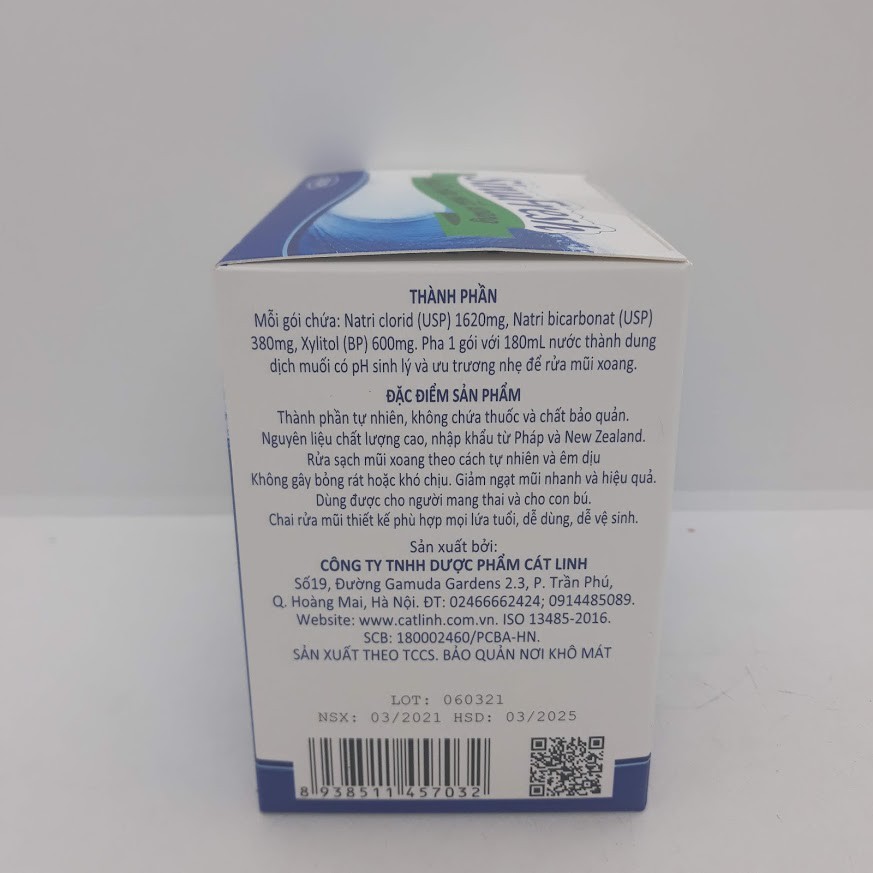 THÀNH PHẦN
Mỗi gói chứa: Natri clorid (USP) 1620mg, Natri bicarbonat (USP)
380mg, Xylitol (BP) 600mg. Pha 1 gói với 180mL nước thành dung
dịch muối có pH sinh lý và ưu trương nhẹ để rửa mũi xoang.
ĐẶC ĐIỂM SẢN PHẨM
Thành phần tự nhiên, không chứa thuốc và chất bảo quản.
Nguyên liệu chất lượng cao, nhập khẩu từ Pháp và New Zealand.
Rửa sạch mũi xoang theo cách tự nhiên và êm dịu
Không gây bỏng rát hoặc khó chịu. Giảm ngạt mũi nhanh và hiệu quả.
Dùng được cho người mang thai và cho con bú.
Chai rửa mũi thiết kế phù hợp mọi lứa tuổi, dễ dùng, dễ vệ sinh.
Sản xuất bởi:
CÔNG TY TNHH DƯỢC PHẨM CÁT LINH
Số19, Đường Gamuda Gardens 2.3, P. Trần Phú,
Q. Hoàng Mai, Hà Nội. ĐT: 02466662424; 0914485089.
Website: www.catlinh.com.vn. ISO 13485-2016.
SCB: 180002460/PCBA-HN.
SẢN XUẤT THEO TCCS. BẢO QUẢN NƠI KHÔ MÁT
LOT: 060321
NSX: 03/2021 HSD: 03/2025
8 938511 457032